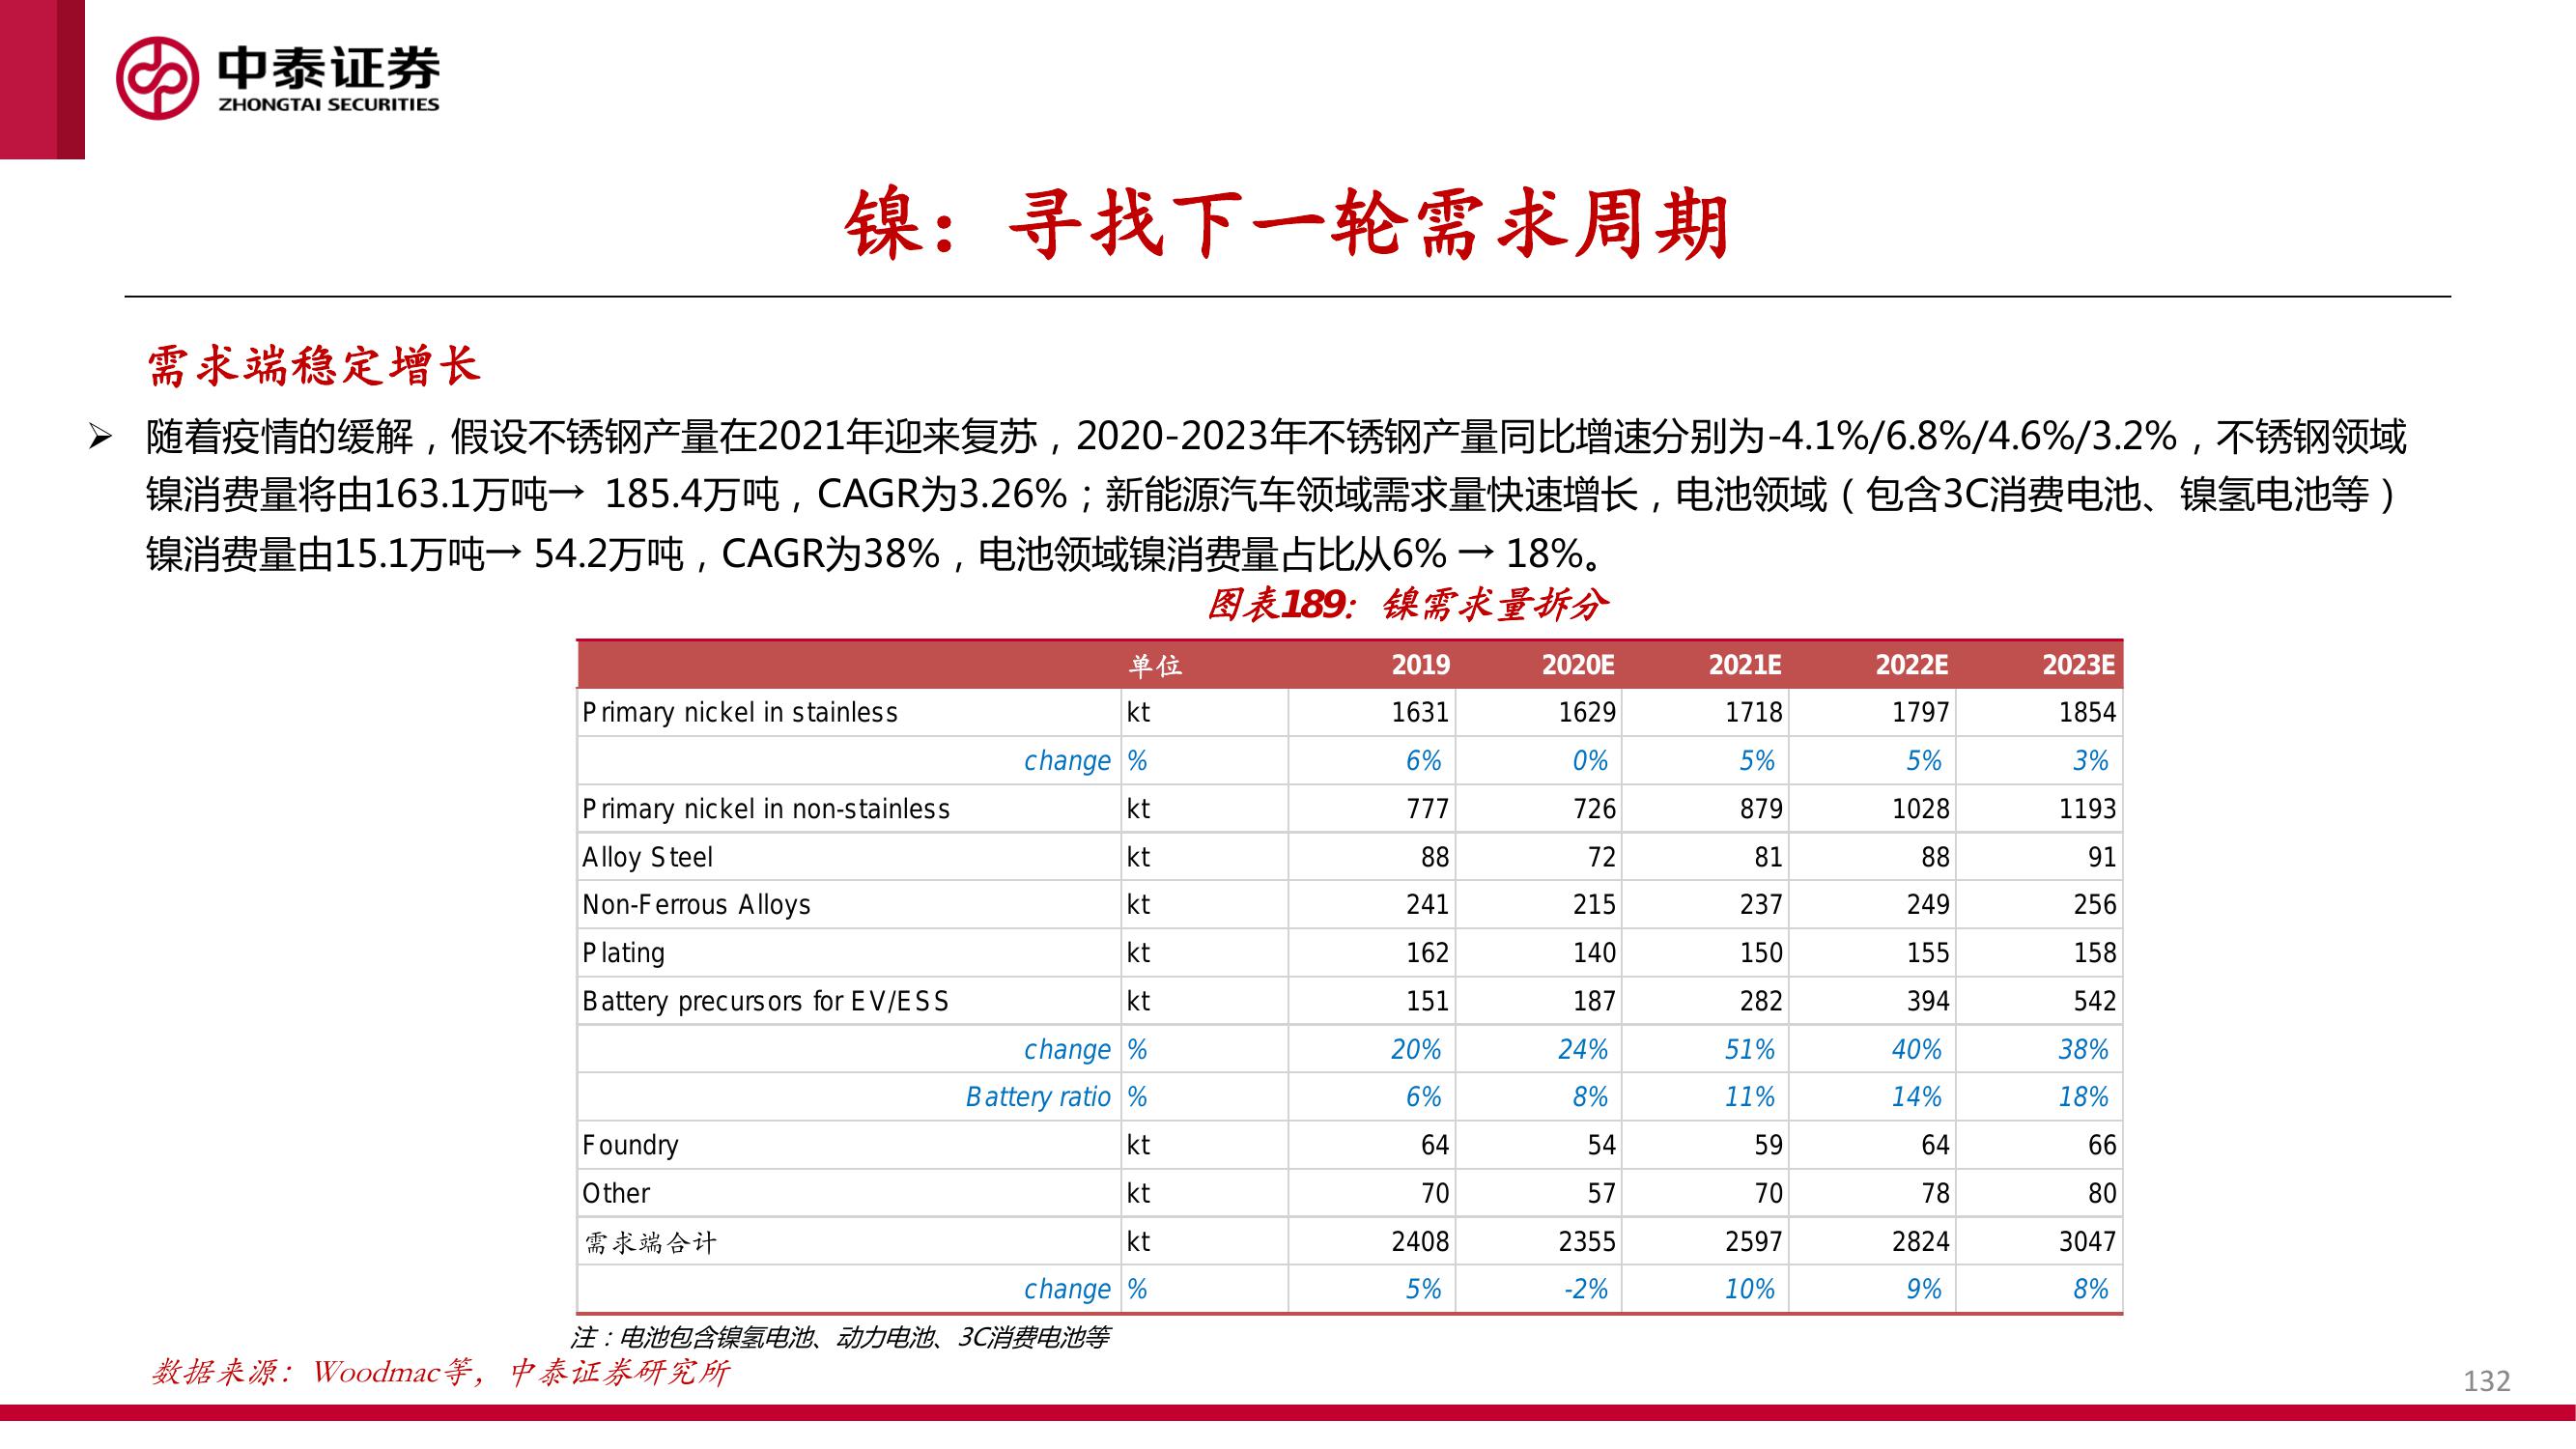 中泰证券
ZHONGTAI SECURITIES
镍：寻找下一轮需求周期
需求端稳定增长
➢ 随着疫情的缓解，假设不锈钢产量在2021年迎来复苏，2020-2023年不锈钢产量同比增速分别为-4.1%/6.8%/4.6%/3.2%，不锈钢领域
镍消费量将由163.1万吨→ 185.4万吨，CAGR为3.26%；新能源汽车领域需求量快速增长，电池领域（包含3C消费电池、镍氢电池等）
镍消费量由15.1万吨→ 54.2万吨，CAGR为38%，电池领域镍消费量占比从6% → 18%。
图表189：镍需求量拆分
单位 2019 2020E 2021E 2022E 2023E
Primary nickel in stainless kt 1631 1629 1718 1797 1854
change % 6% 0% 5% 5% 3%
Primary nickel in non-stainless kt 777 726 879 1028 1193
Alloy Steel kt 88 72 81 88 91
Non-Ferrous Alloys kt 241 215 237 249 256
Plating kt 162 140 150 155 158
Battery precursors for EV/ESS kt 151 187 282 394 542
change % 20% 24% 51% 40% 38%
Battery ratio % 6% 8% 11% 14% 18%
Foundry kt 64 54 59 64 66
Other kt 70 57 70 78 80
需求端合计 kt 2408 2355 2597 2824 3047
change % 5% -2% 10% 9% 8%
注：电池包含镍氢电池、动力电池、3C消费电池等
数据来源：Woodmac等，中泰证券研究所
132